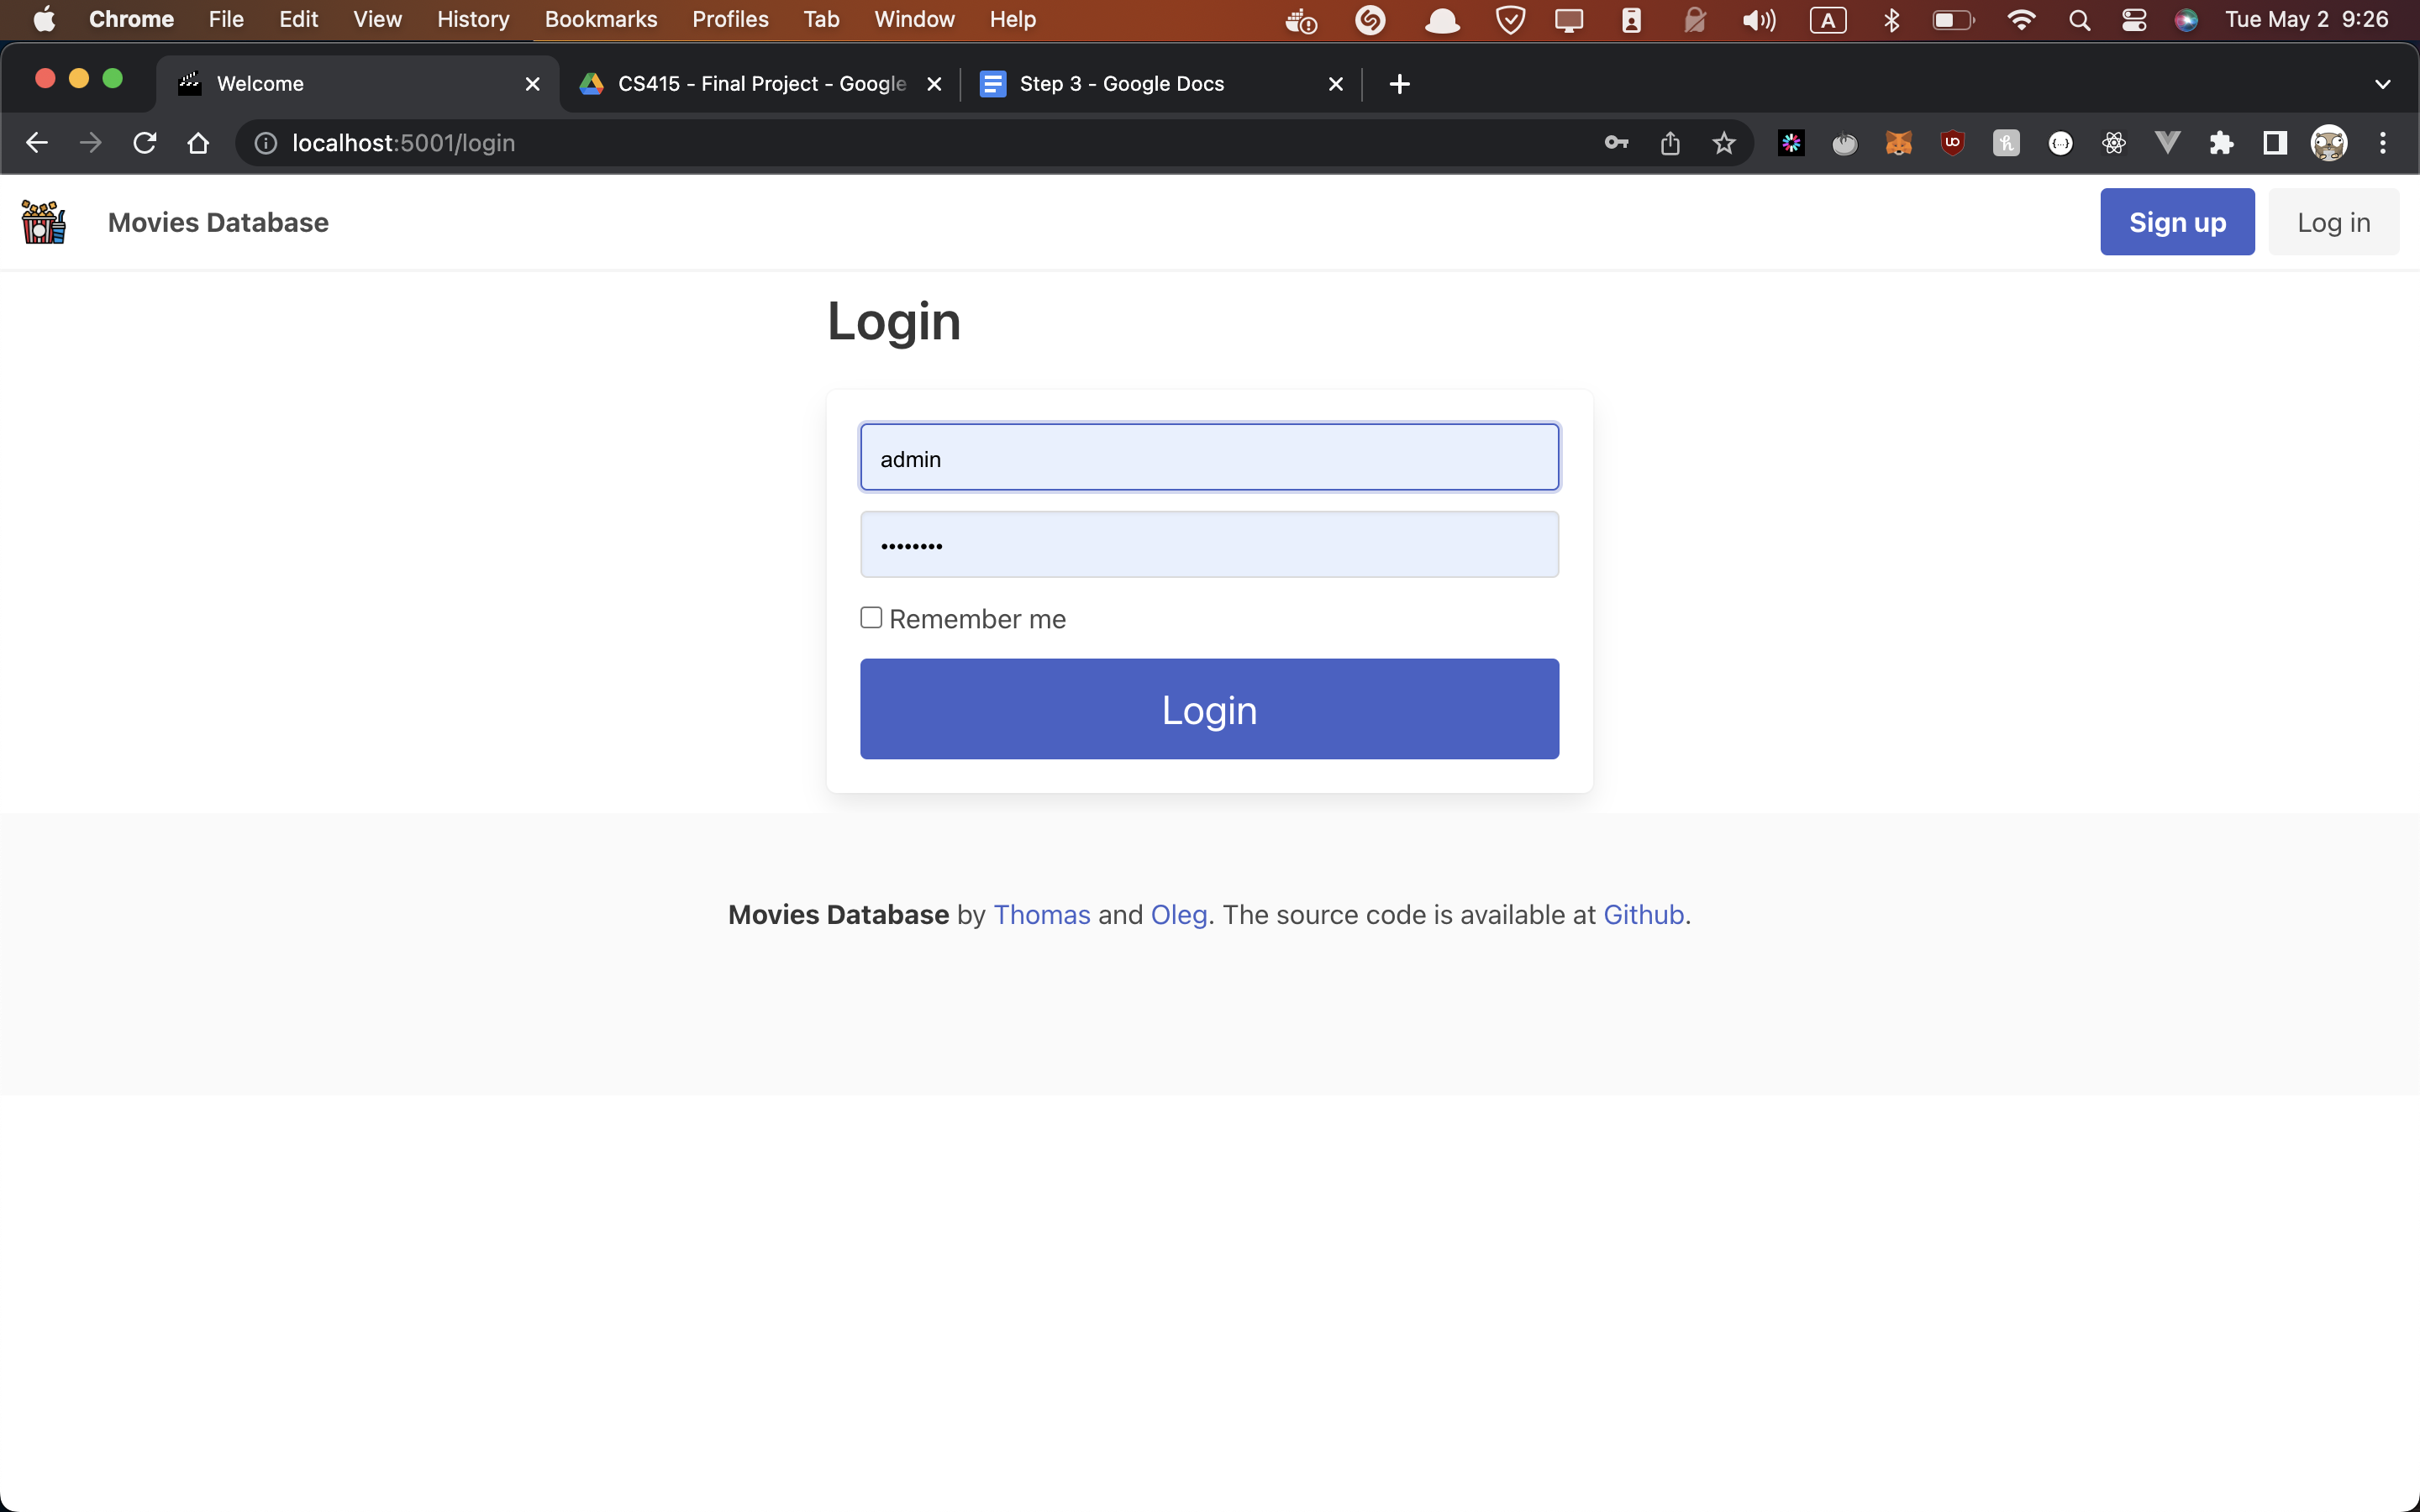 Chrome File Edit View History Bookmarks Profiles Tab Window Help A Tue May 2 9:26
Welcome CS415 - Final Project - Google Step 3 - Google Docs
localhost:5001/login
Movies Database Sign up Log in
Login
admin
••••••••
Remember me
Login
Movies Database by Thomas and Oleg. The source code is available at Github.